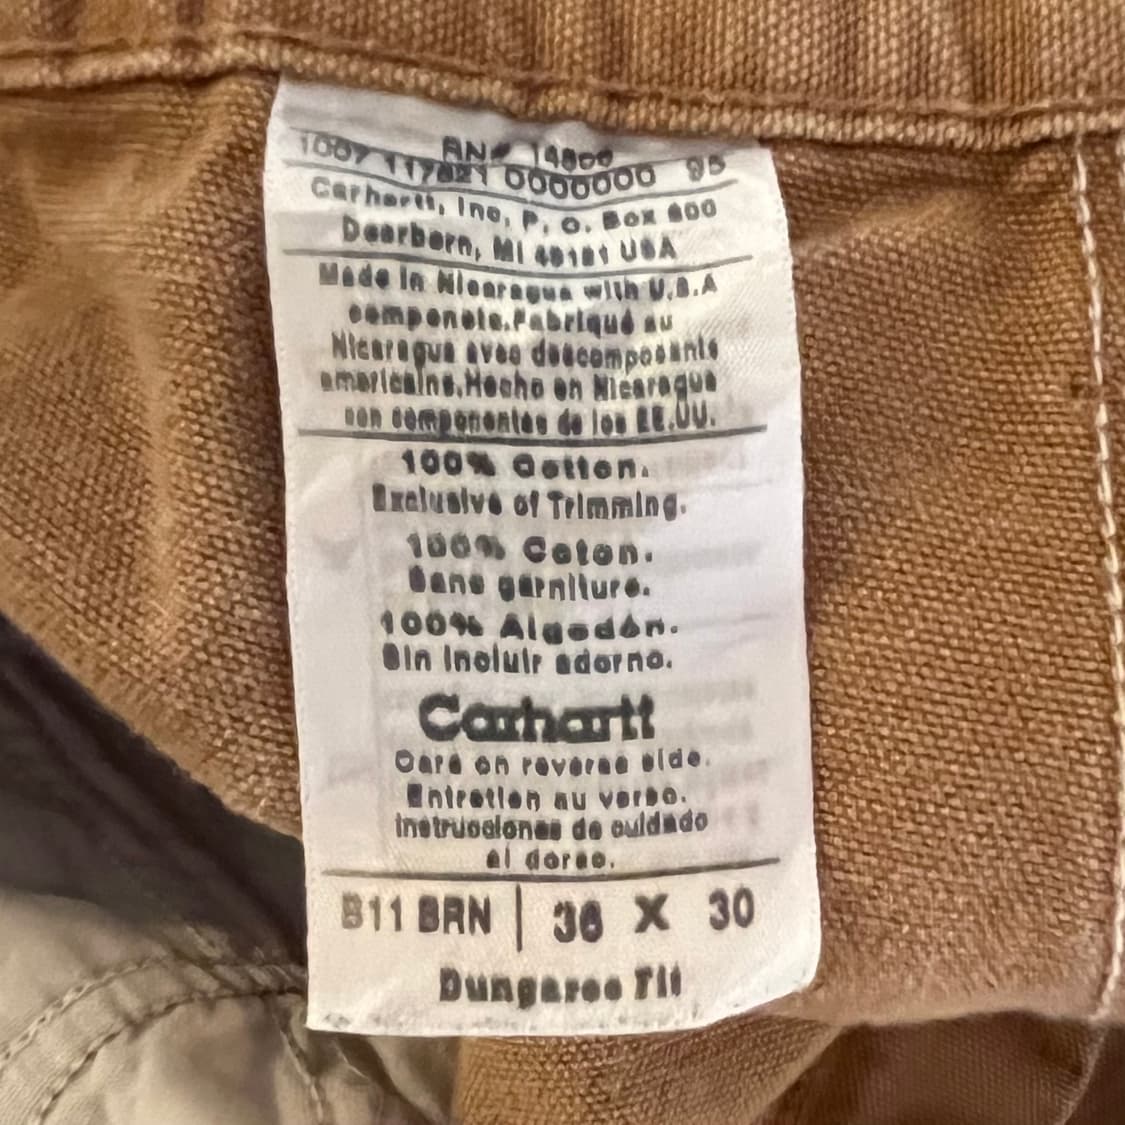 RN# 14806
1007 117621 0000000 95
Carhartt, Inc, P. O. Box 600
Dearborn, MI 48121 USA
Made in Nicaragua with U.S.A
components.Fabriqué au
Nicaragua avec descomposants
americains.Hecho en Nicaragua
con componentes de los EE.UU.
100% Cotton.
Exclusive of Trimming.
100% Coton.
Sans garniture.
100% Algodón.
Sin Incluir adorno.
Carhartt
Care on reverse side.
Entretien au verso.
Instrucciones de cuidado
al dorso.
B11 BRN | 36 X 30
Dungaree Fit